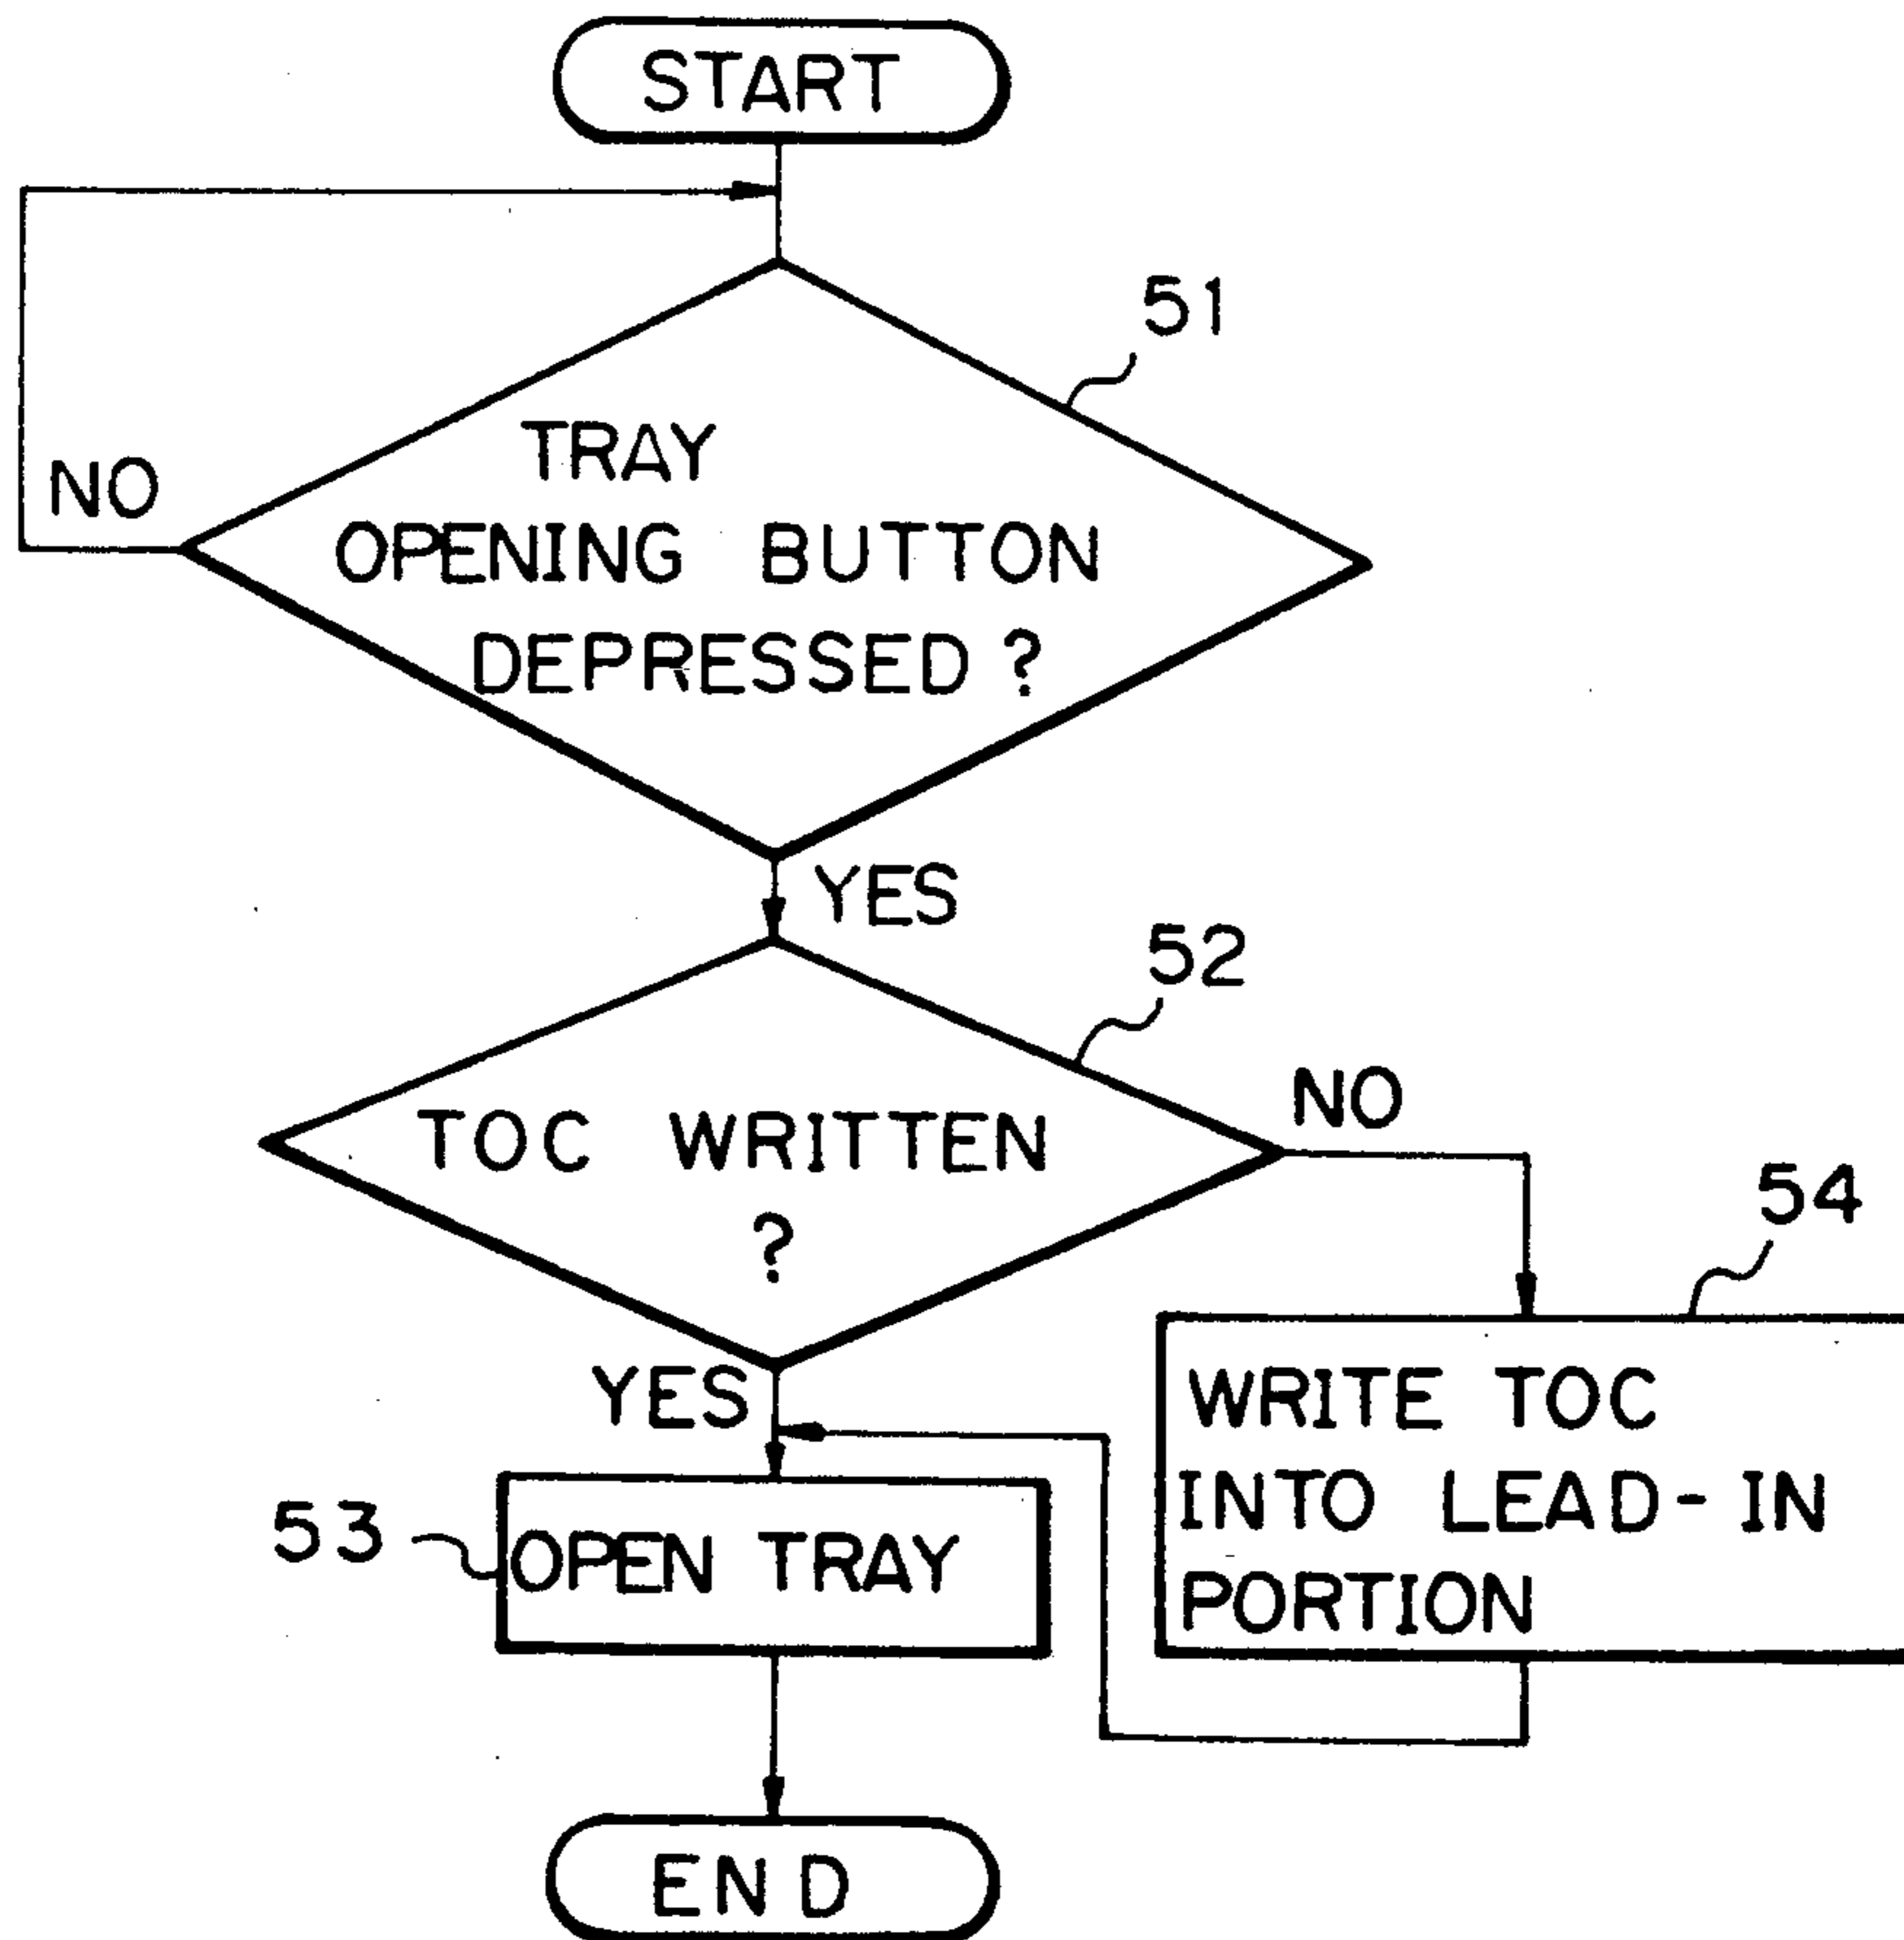 START
51
TRAY
NO
OPENING BUTTON
DEPRESSED ?
YES
52
NO
TOC WRITTEN
?
54
YES
WRITE TOC
INTO LEAD-IN
PORTION
53
OPEN TRAY
END